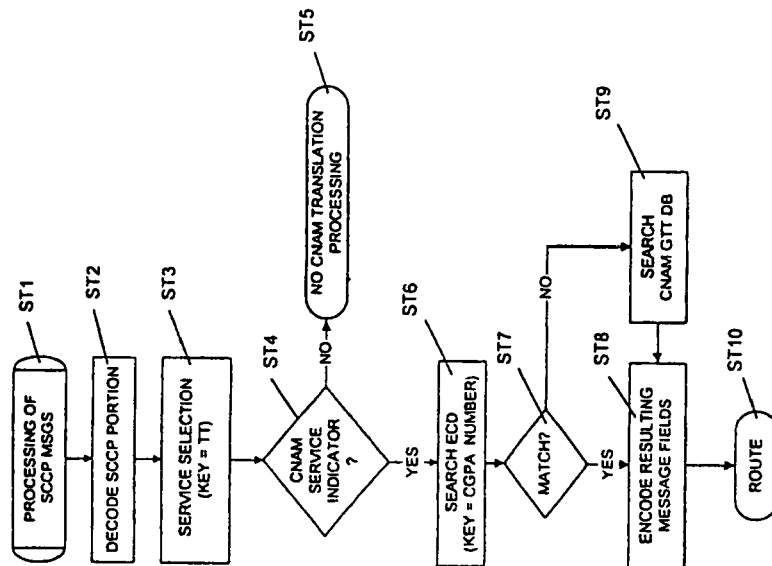 ST1
PROCESSING OF
SCCP MSGS
ST2
DECODE SCCP PORTION
ST3
SERVICE SELECTION
(KEY = TT)
ST4
CNAM
SERVICE
INDICATOR
?
NO
ST5
NO CNAM TRANSLATION
PROCESSING
YES
ST6
SEARCH ECD
(KEY = CGPA NUMBER)
ST7
MATCH?
NO
ST9
SEARCH
CNAM GTT DB
YES
ST8
ENCODE RESULTING
MESSAGE FIELDS
ST10
ROUTE